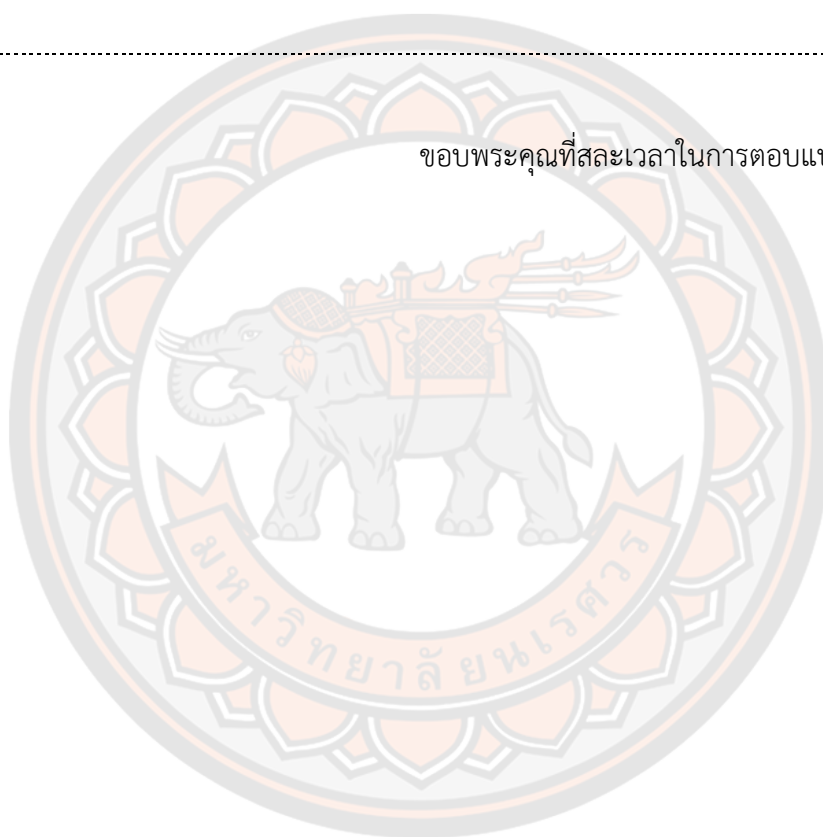 ขอบพระคุณที่สละเวลาในการตอบ
มหาวิทยาลัยนเรศวร